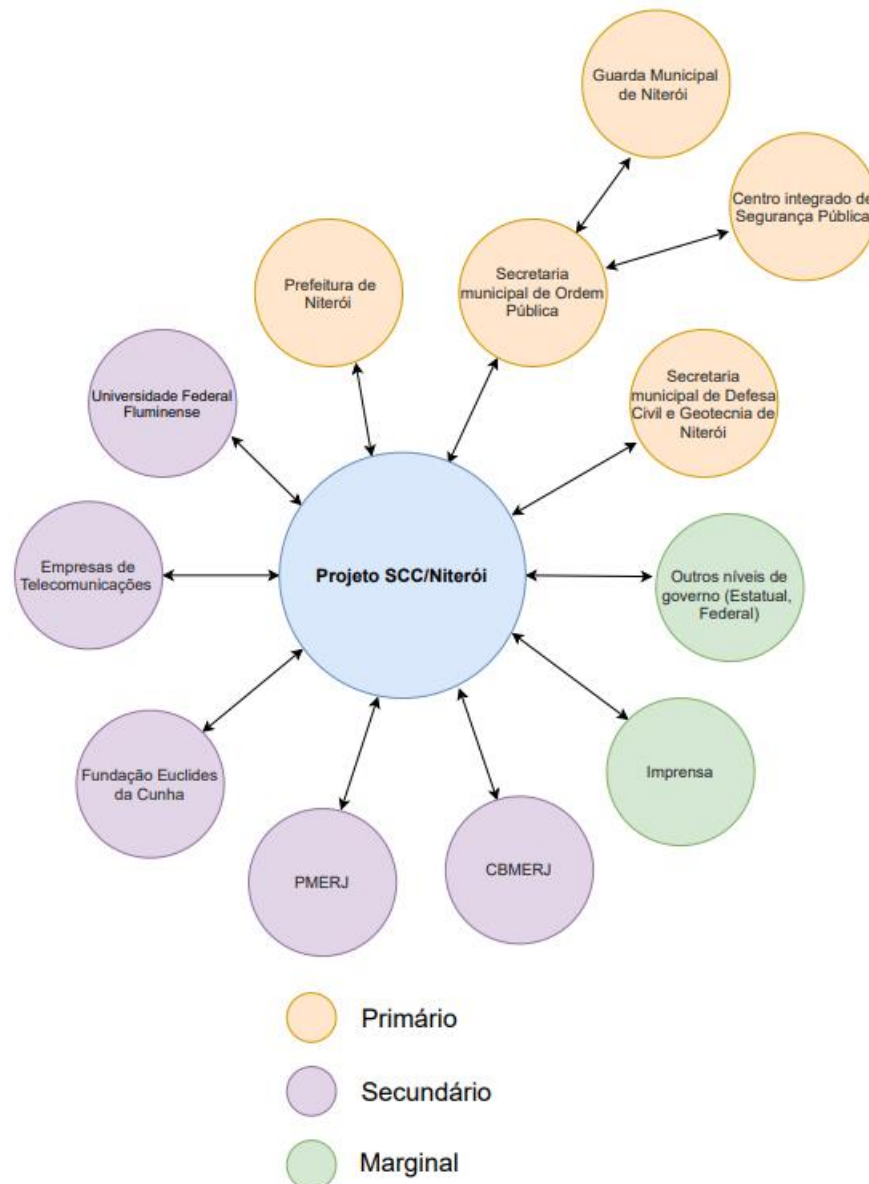 Guarda Municipal
de Niterói
Centro integrado de
Segurança Pública
Prefeitura de
Niterói
Secretaria
municipal de Ordem
Pública
Universidade Federal
Fluminense
Secretaria
municipal de Defesa
Civil e Geotecnia de
Niterói
Empresas de
Telecomunicações
Projeto SCC/Niterói
Outros níveis de
governo (Estatual,
Federal)
Fundação Euclides
da Cunha
Imprensa
PMERJ
CBMERJ
Primário
Secundário
Marginal